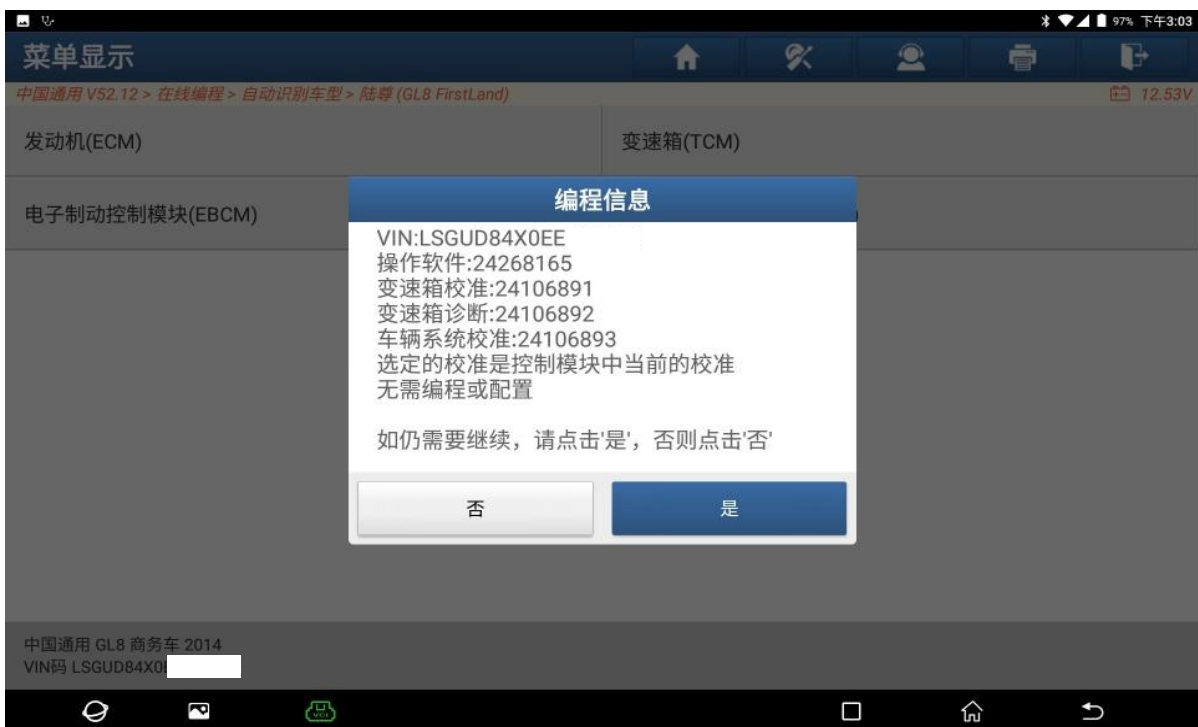 97% 下午3:03
菜单显示
中国通用 V52.12 > 在线编程 > 自动识别车型 > 陆尊 (GL8 FirstLand)
12.53V
发动机(ECM)
变速箱(TCM)
电子制动控制模块(EBCM)
编程信息
VIN:LSGUD84X0EE
操作软件:24268165
变速箱校准:24106891
变速箱诊断:24106892
车辆系统校准:24106893
选定的校准是控制模块中当前的校准
无需编程或配置
如仍需要继续，请点击'是'，否则点击'否'
否
是
中国通用 GL8 商务车 2014
VIN码 LSGUD84X0
VCI